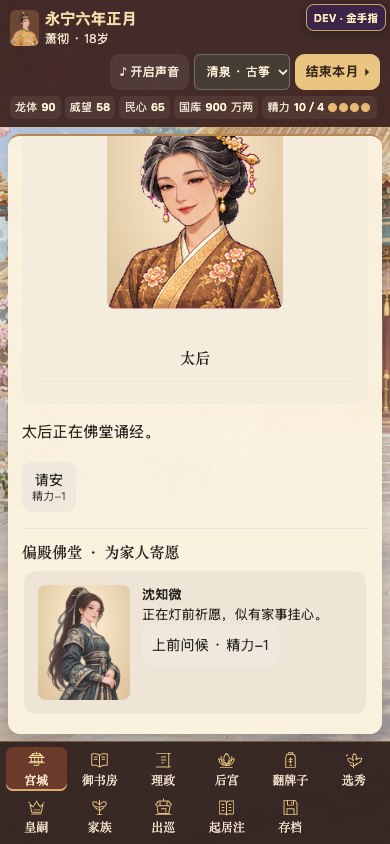 永宁六年正月
萧彻 · 18岁
DEV · 金手指
♪ 开启声音
清泉 · 古筝
结束本月
龙体 90
威望 58
民心 65
国库 900 万两
精力 10 / 4
太后
太后正在佛堂诵经。
请安
精力−1
偏殿佛堂 · 为家人寄愿
沈知微
正在灯前祈愿，似有家事挂心。
上前问候 · 精力−1
宫城
御书房
理政
后宫
翻牌子
选秀
皇嗣
家族
出巡
起居注
存档